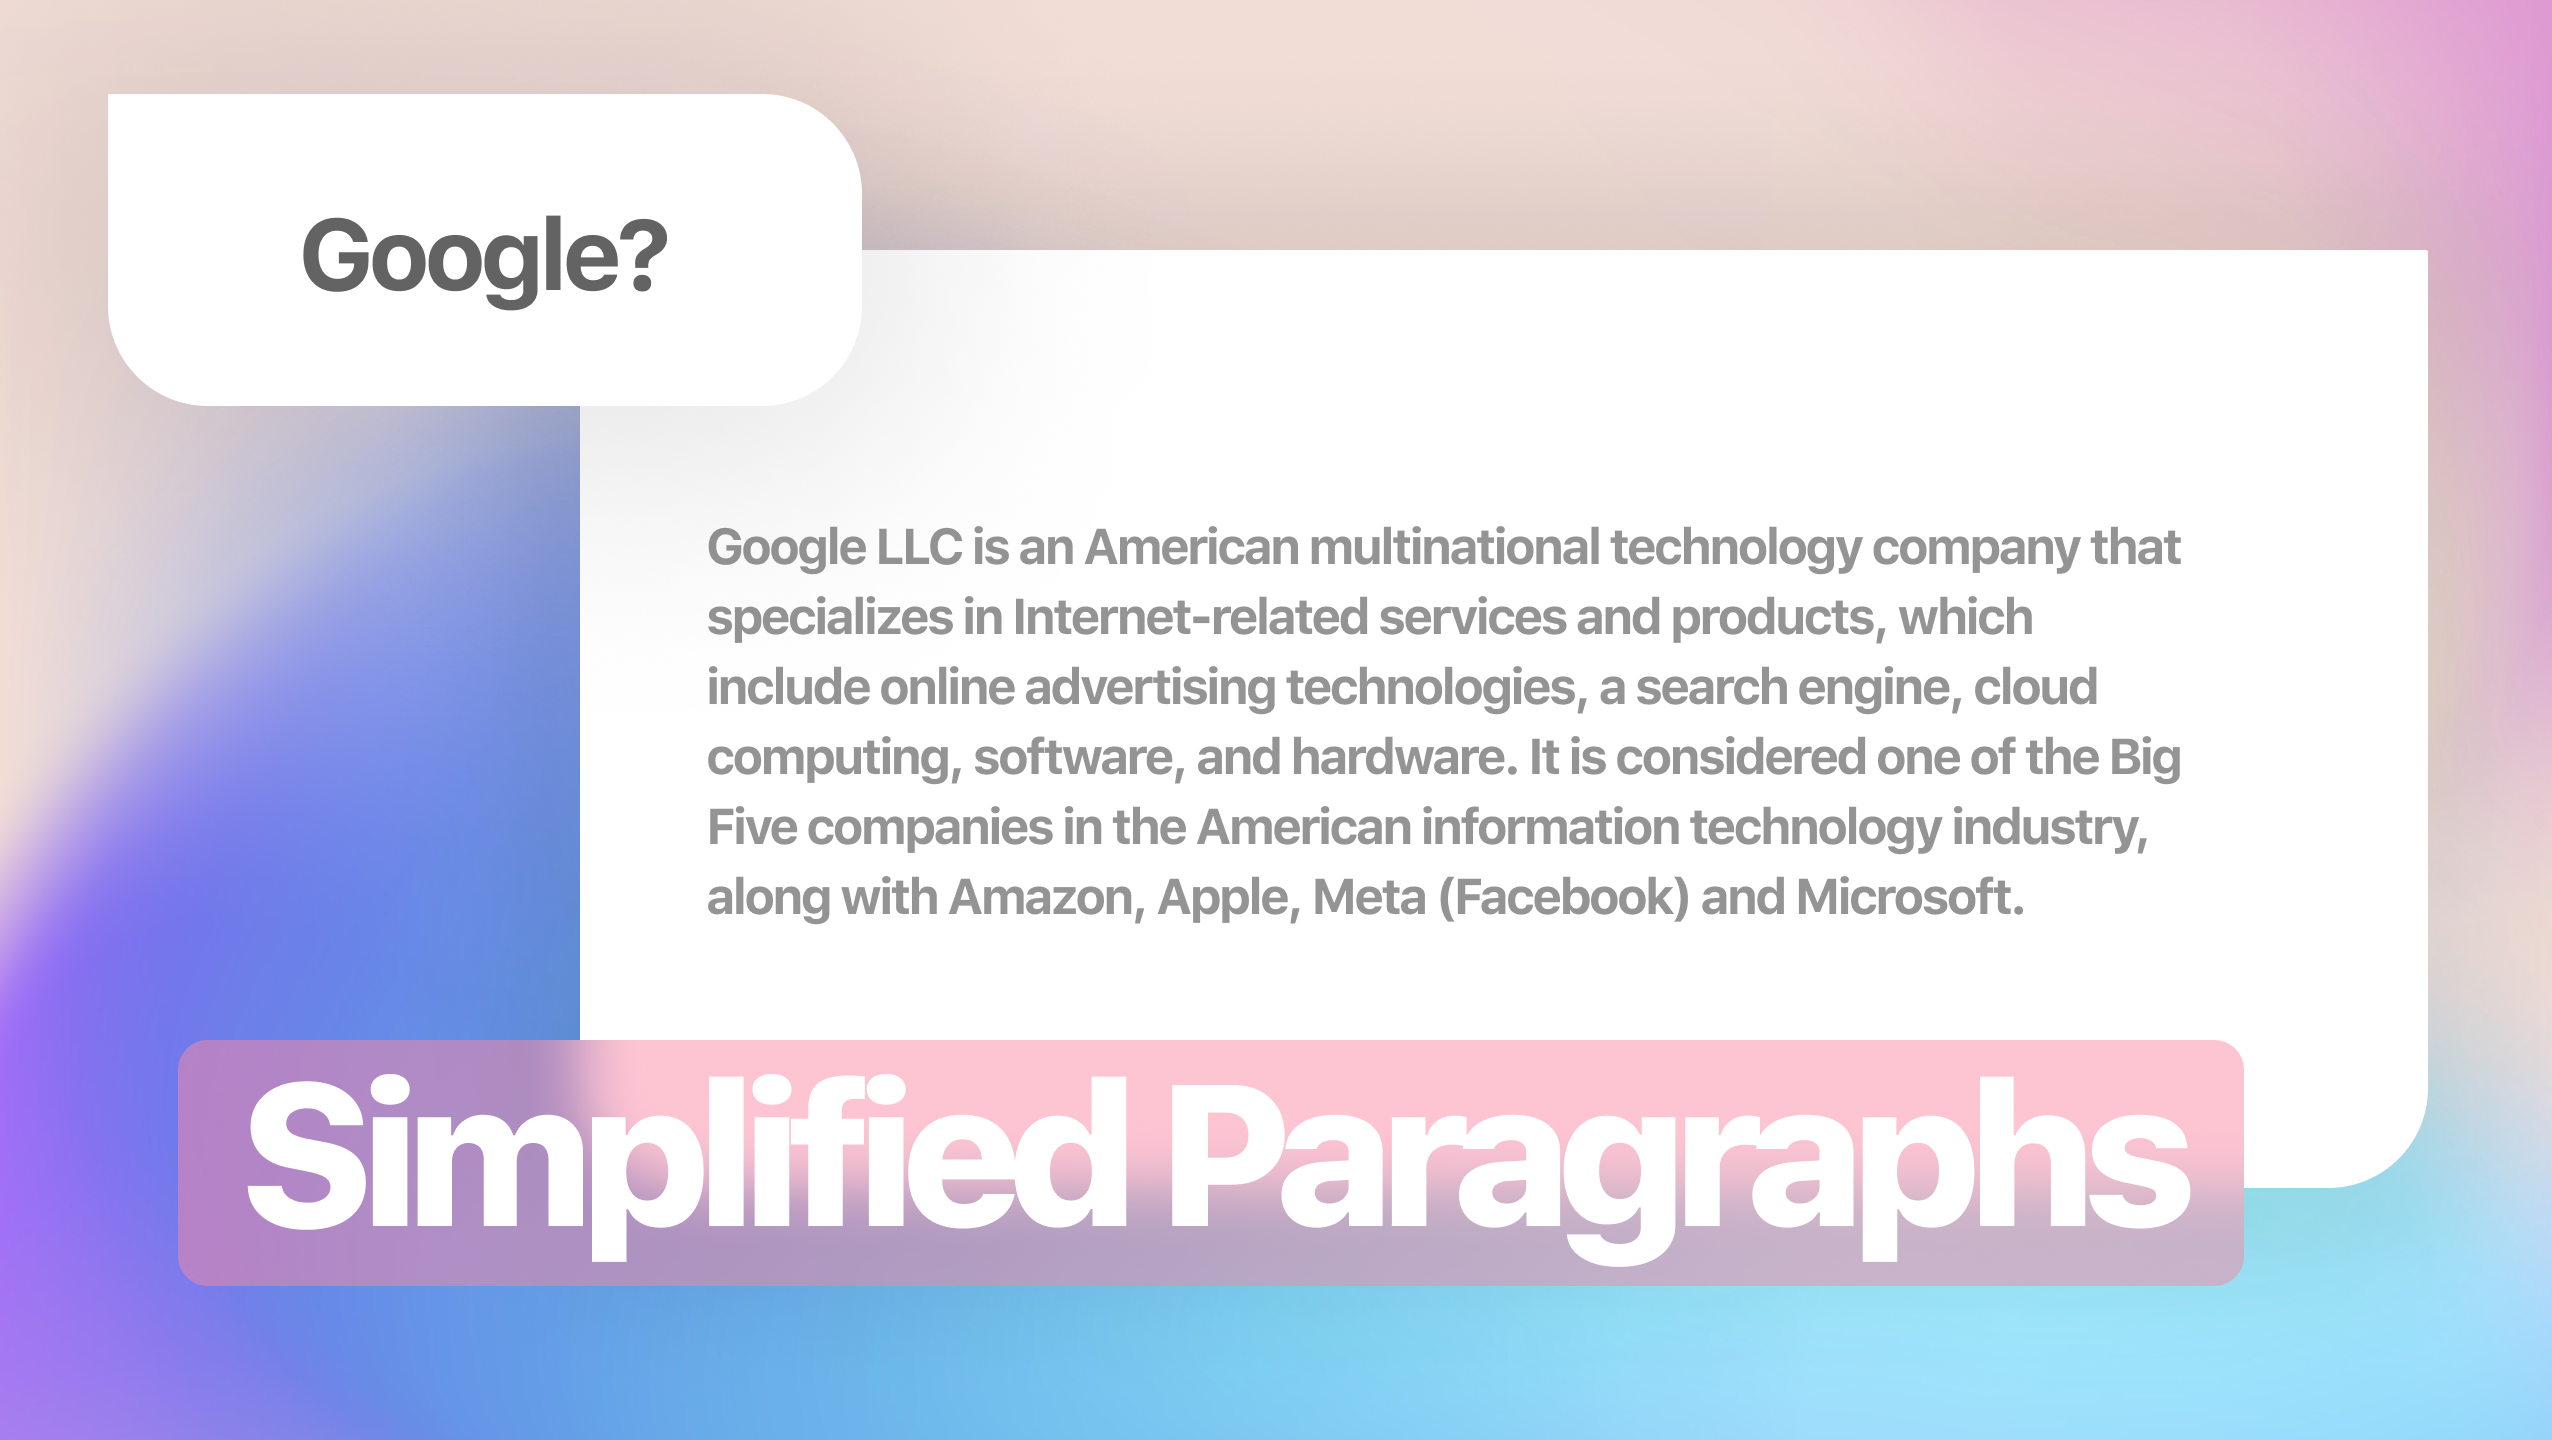 Google?
Google LLC is an American multinational technology company that
specializes in Internet-related services and products, which
include online advertising technologies, a search engine, cloud
computing, software, and hardware. It is considered one of the Big
Five companies in the American information technology industry,
along with Amazon, Apple, Meta (Facebook) and Microsoft.
Simplified Paragraphs